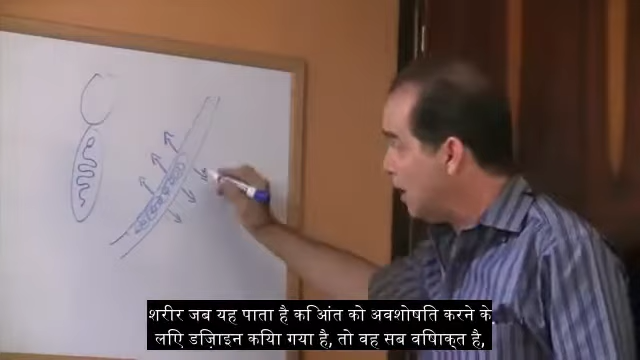 शरीर जब यह पाता है कि आंत को अवशोषित करने के
लिए डिज़ाइन किया गया है, तो वह सब विषाक्त है,